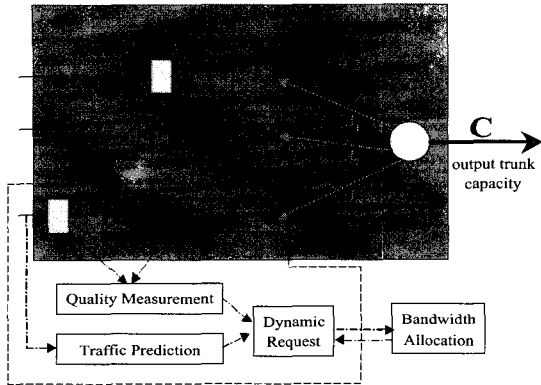 C
output trunk
capacity
Quality Measurement
Traffic Prediction
Dynamic
Request
Bandwidth
Allocation